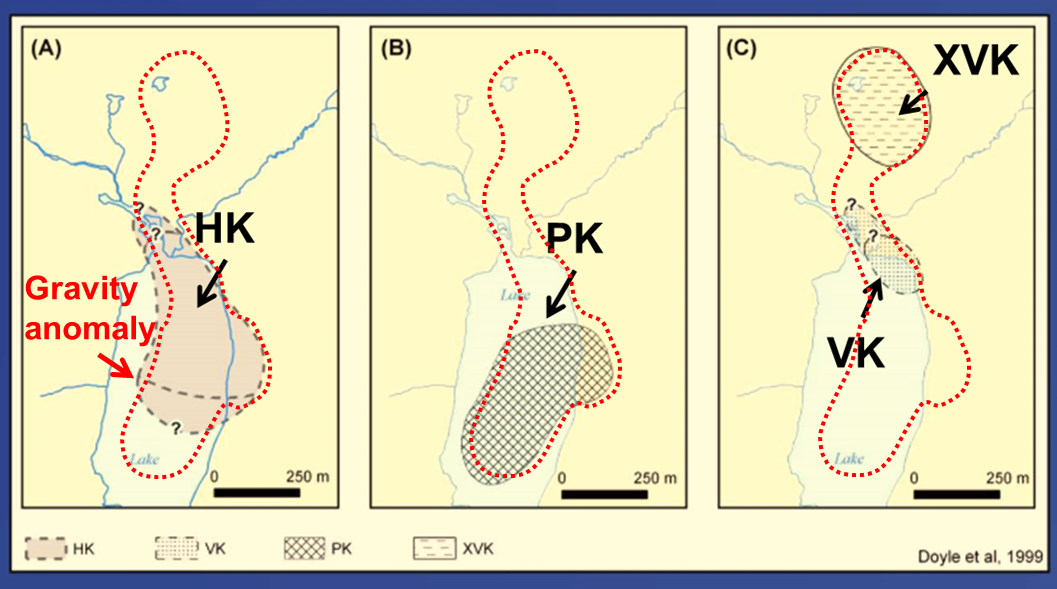 (A)
?
?
HK
Gravity
anomaly
?
Lake
0 250 m
(B)
PK
Lake
0 250 m
(C)
XVK
?
?
VK
Lake
0 250 m
HK VK PK XVK
Doyle et al, 1999